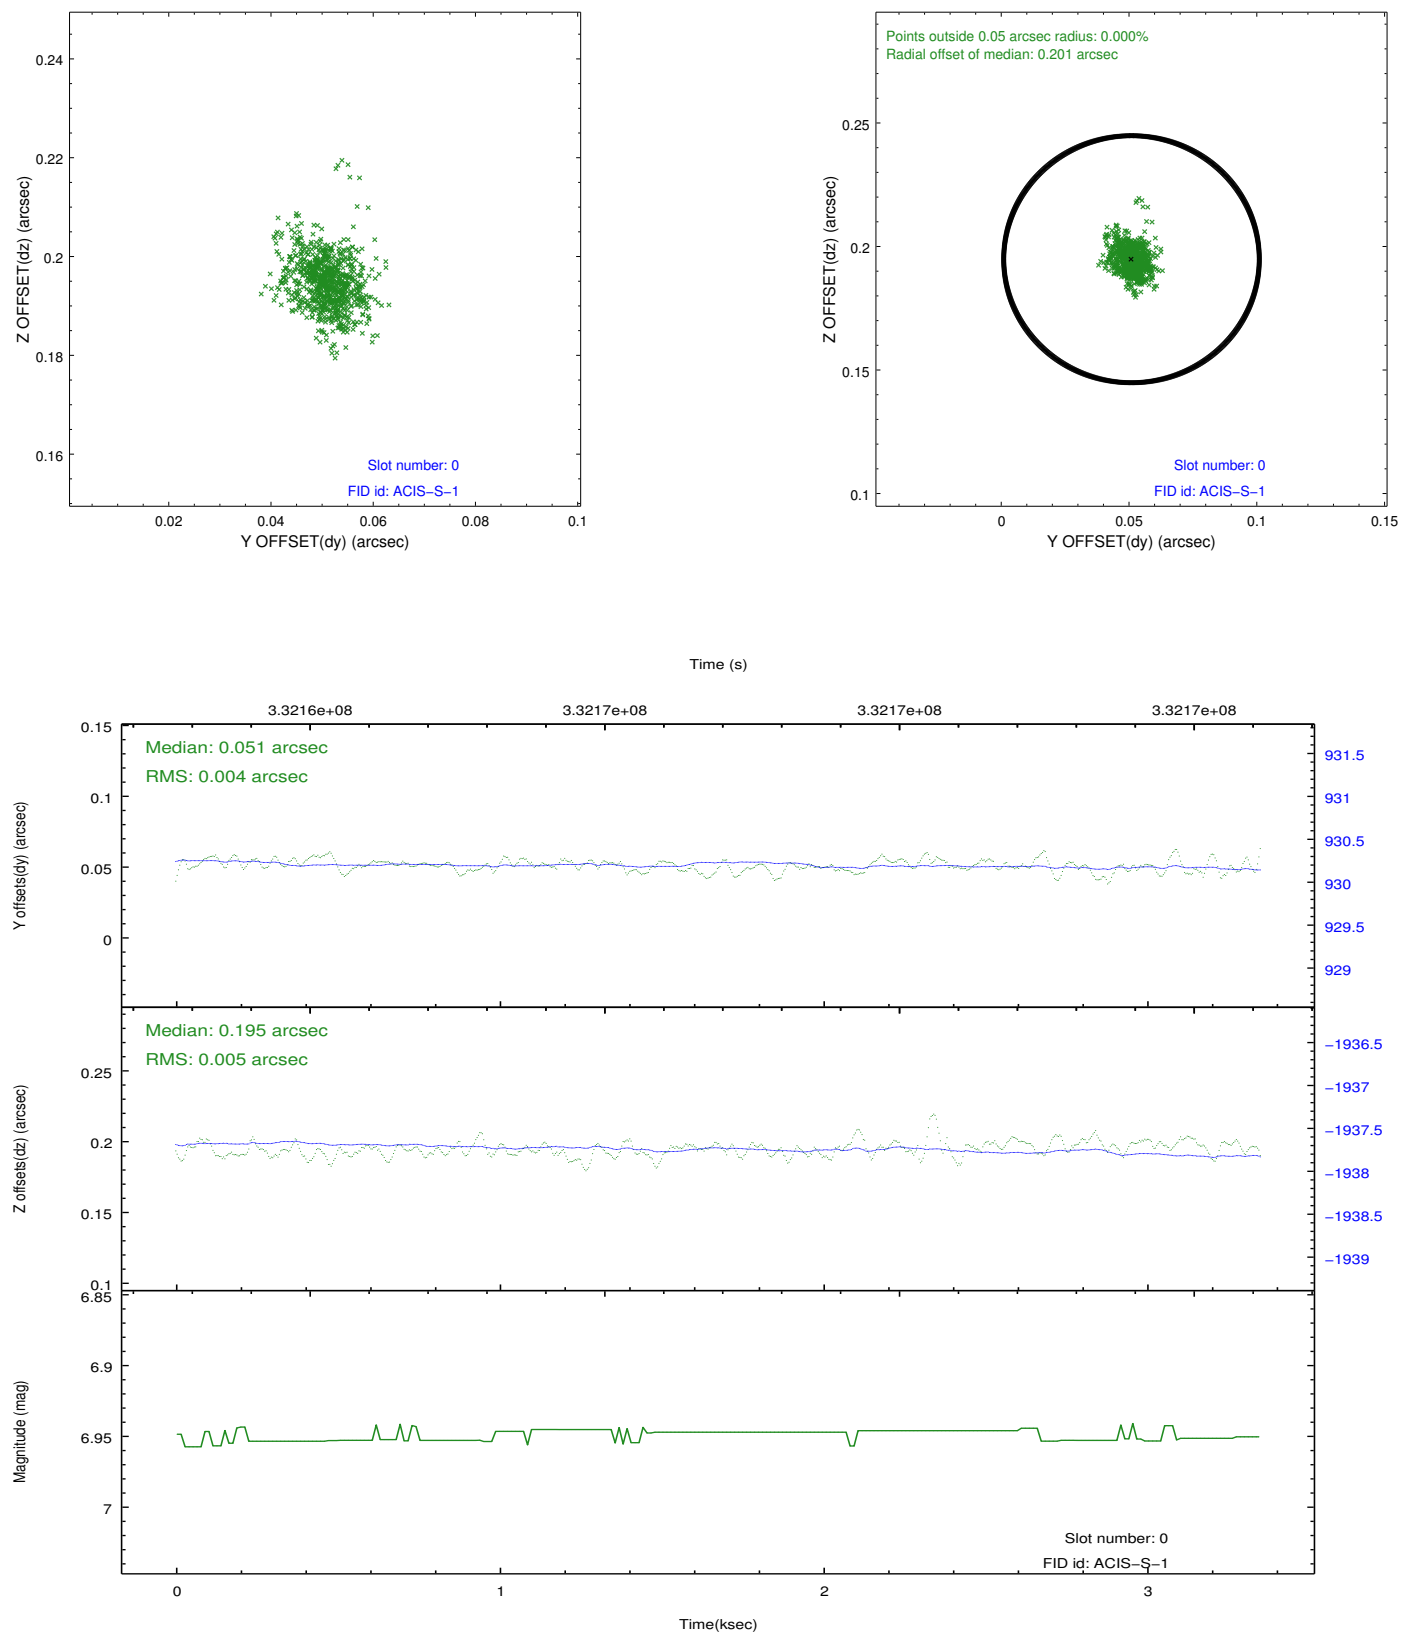 0.24
0.22
0.2
0.18
0.16
Z OFFSET(dz) (arcsec)
Slot number: 0
FID id: ACIS−S−1
0.02 0.04 0.06 0.08 0.1
Y OFFSET(dy) (arcsec)
Points outside 0.05 arcsec radius: 0.000%
Radial offset of median: 0.201 arcsec
0.25
0.2
0.15
0.1
Z OFFSET(dz) (arcsec)
Slot number: 0
FID id: ACIS−S−1
0 0.05 0.1 0.15
Y OFFSET(dy) (arcsec)
Time (s)
3.3216e+08 3.3217e+08 3.3217e+08 3.3217e+08
Median: 0.051 arcsec
RMS: 0.004 arcsec
0.15
0.1
0.05
0
Y offsets(dy) (arcsec)
931.5
931
930.5
930
929.5
929
Median: 0.195 arcsec
RMS: 0.005 arcsec
0.25
0.2
0.15
0.1
Z offsets(dz) (arcsec)
−1936.5
−1937
−1937.5
−1938
−1938.5
−1939
6.85
6.9
6.95
7
Magnitude (mag)
Slot number: 0
FID id: ACIS−S−1
0 1 2 3
Time(ksec)